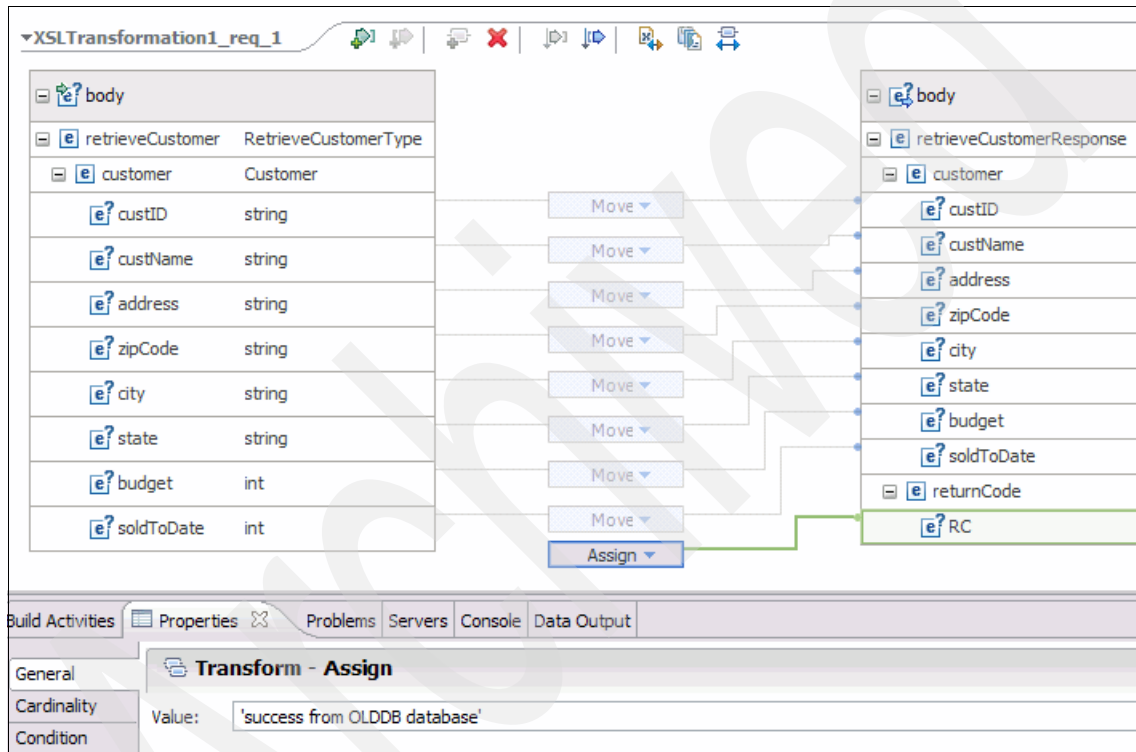 XSLTransformation1_req_1
body
body
retrieveCustomer RetrieveCustomerType
retrieveCustomerResponse
customer Customer
customer
custID string
Move
custID
custName string
Move
custName
address string
Move
address
zipCode string
Move
zipCode
city string
Move
city
state string
Move
state
budget int
Move
budget
soldToDate int
Move
soldToDate
returnCode
Assign
RC
Build Activities Properties Problems Servers Console Data Output
General
Transform - Assign
Cardinality
Value: 'success from OLDDB database'
Condition
Archived